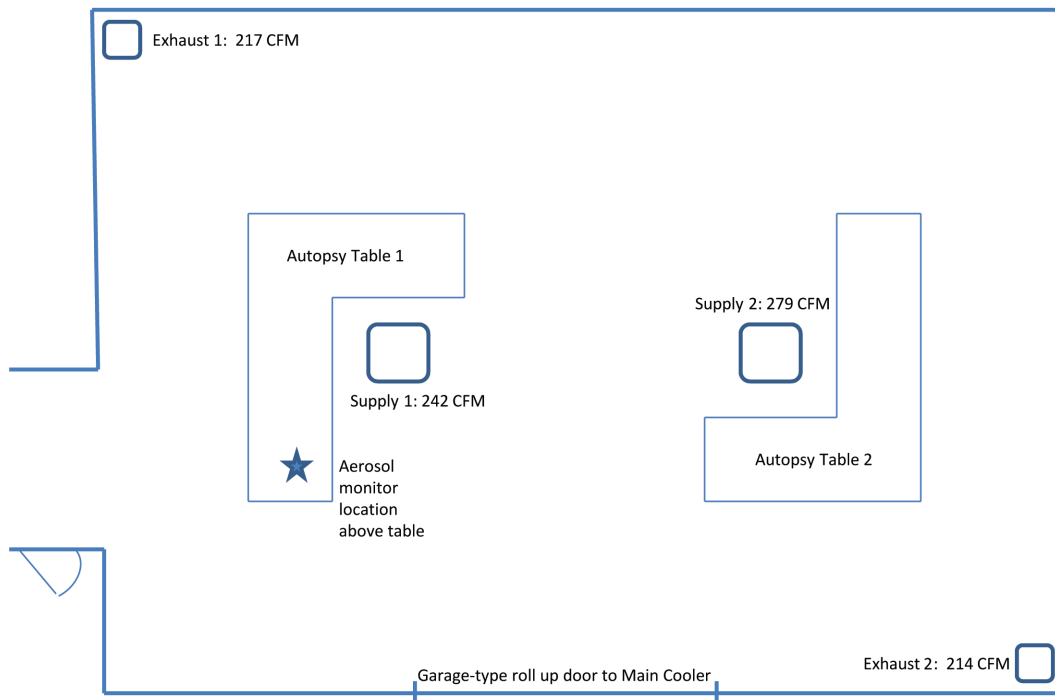 Exhaust 1:  217 CFM
Autopsy Table 1
Supply 2: 279 CFM
Supply 1: 242 CFM
Aerosol
monitor
location
above table
Autopsy Table 2
Exhaust 2:  214 CFM
Garage-type roll up door to Main Cooler